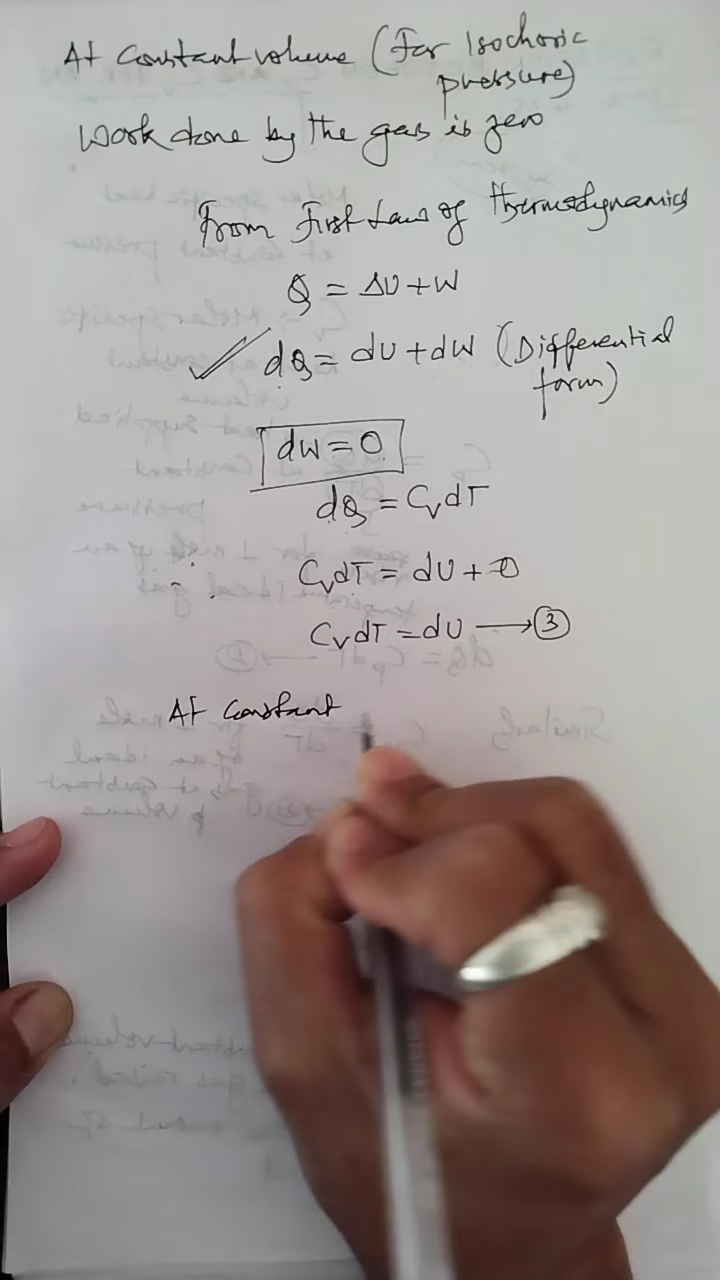 At Constant volume (For Isochoric
pressure)
Work done by the gas is zero
From First Law of thermodynamics
Q = ΔU + W
dQ = dU + dW (Differential
form)
dW = 0
dQ = CvdT
∴ CvdT = dU + 0
CvdT = dU → ③
At Constant